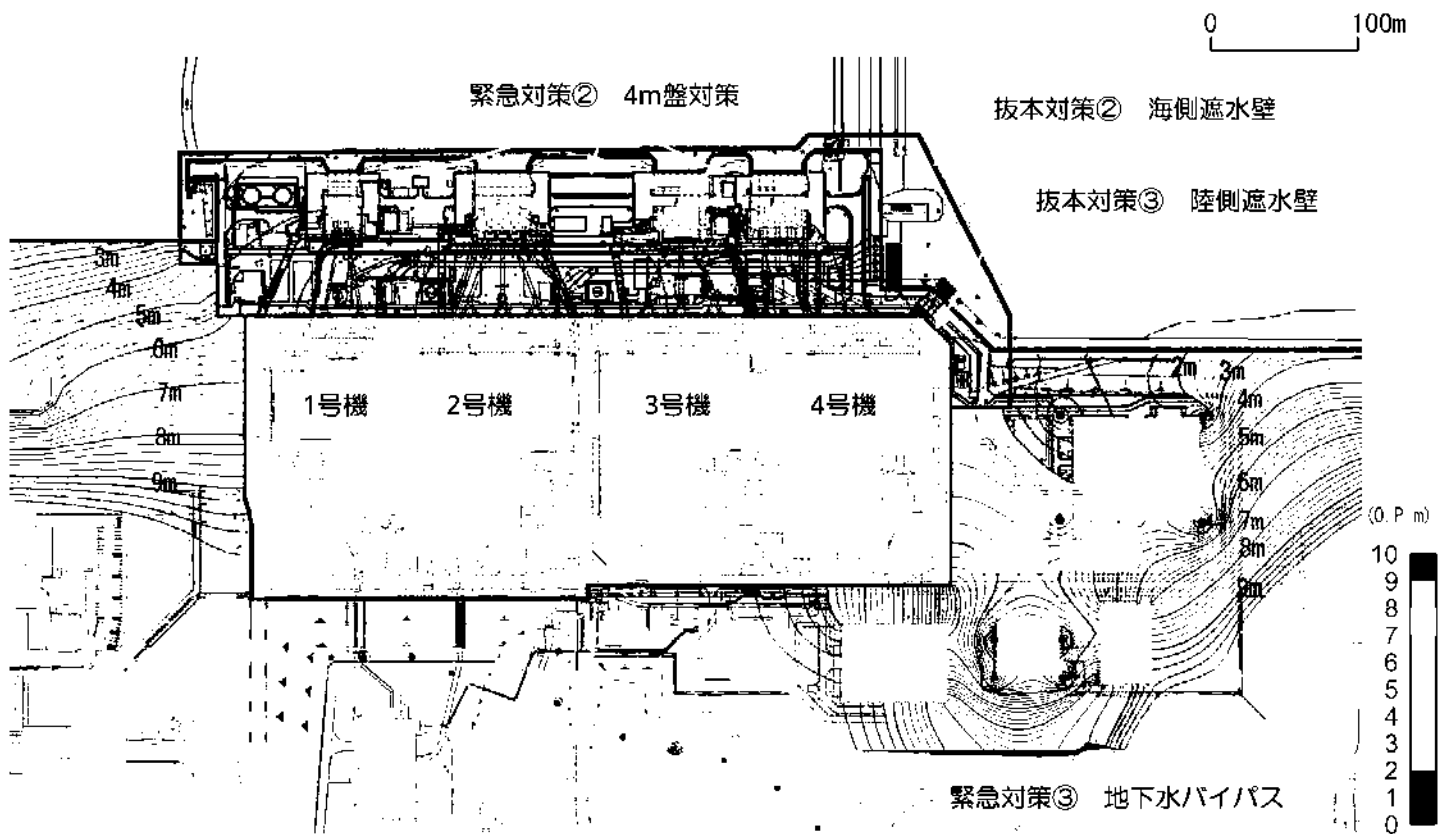 0 100m
緊急対策② 4m盤対策
抜本対策② 海側遮水壁
抜本対策③ 陸側遮水壁
3m
4m
5m
6m
7m
8m
9m
1号機 2号機 3号機 4号機
2m
3m
4m
5m
6m
7m
8m
9m
(O.P m)
10
9
8
7
6
5
4
3
2
1
0
緊急対策③ 地下水バイパス